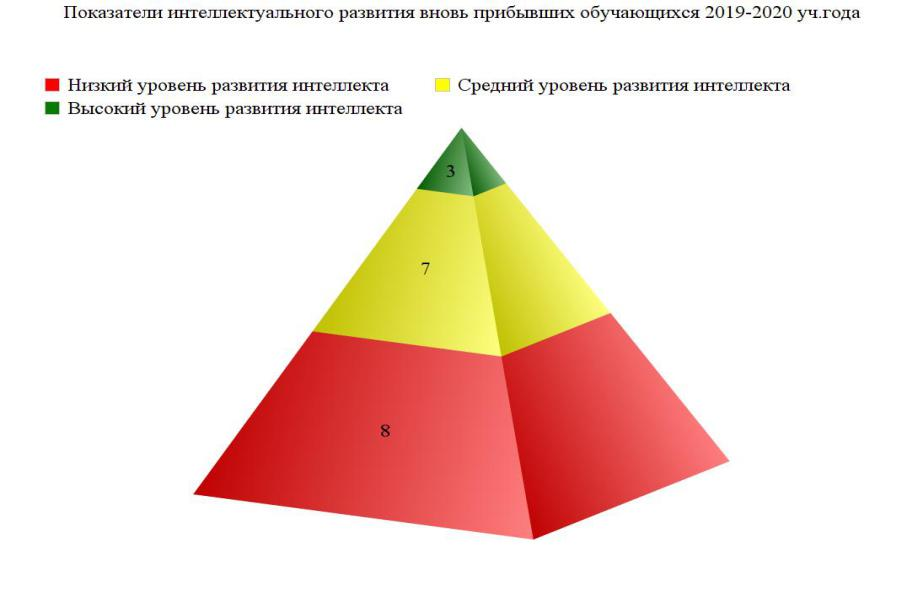 Показатели интеллектуального развития вновь прибывших обучающихся 2019-2020 уч.года
Низкий уровень развития интеллекта
Средний уровень развития интеллекта
Высокий уровень развития интеллекта
3
7
8